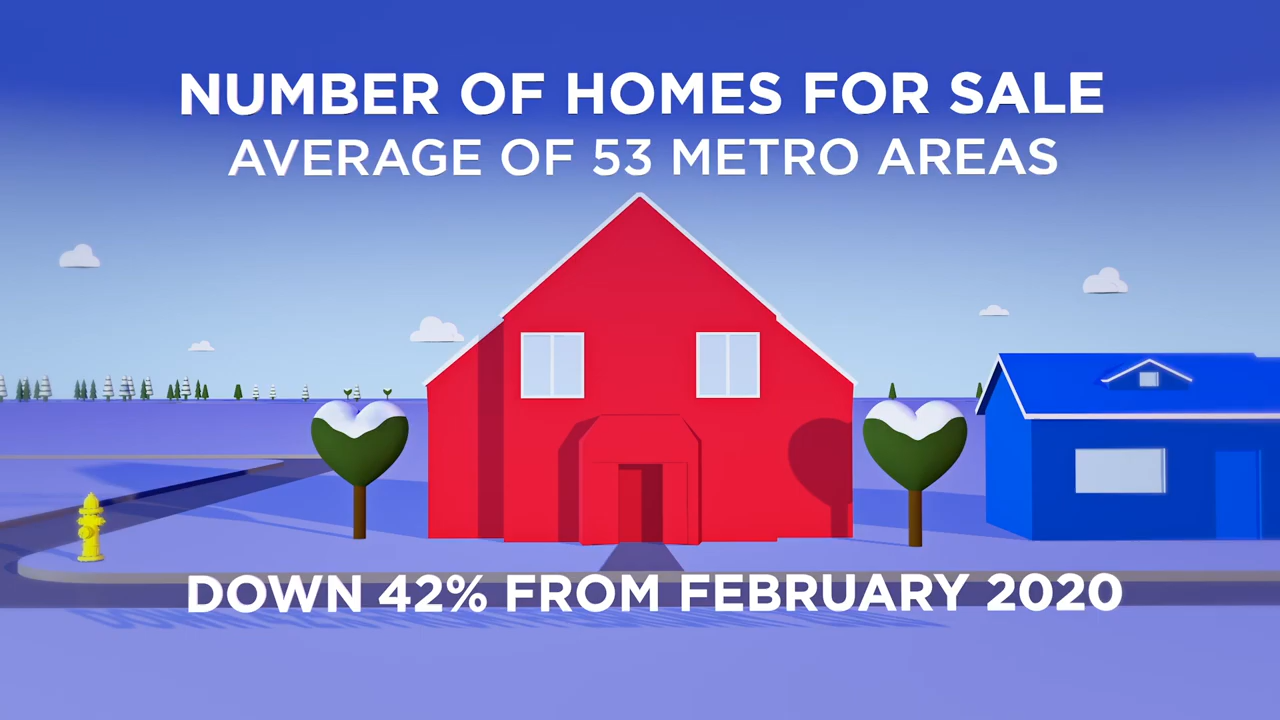 NUMBER OF HOMES FOR SALE
AVERAGE OF 53 METRO AREAS
DOWN 42% FROM FEBRUARY 2020